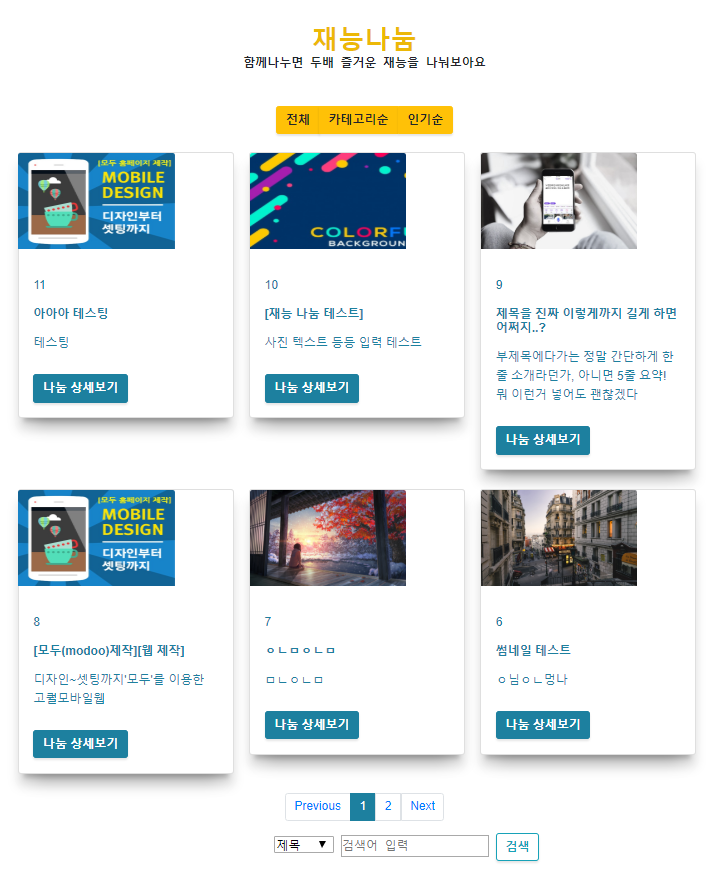 재능나눔
함께나누면 두배 즐거운 재능을 나눠보아요
전체 카테고리순 인기순
[모두 홈페이지 제작]
MOBILE
DESIGN
디자인부터
셋팅까지
11
아아아 테스팅
테스팅
나눔 상세보기
COLORFU
BACKGROUN
10
[재능 나눔 테스트]
사진 텍스트 등등 입력 테스트
나눔 상세보기
9
제목을 진짜 이렇게까지 길게 하면
어쩌지..?
부제목에다가는 정말 간단하게 한
줄 소개라던가, 아니면 5줄 요약!
뭐 이런거 넣어도 괜찮겠다
나눔 상세보기
[모두 홈페이지 제작]
MOBILE
DESIGN
디자인부터
셋팅까지
8
[모두(modoo)제작][웹 제작]
디자인~셋팅까지'모두'를 이용한
고퀄모바일웹
나눔 상세보기
7
ㅇㄴㅁㅇㄴㅁ
ㅁㄴㅇㄴㅁ
나눔 상세보기
6
썸네일 테스트
ㅇ님ㅇㄴ멍나
나눔 상세보기
Previous 1 2 Next
제목 ▼ 검색어 입력 검색